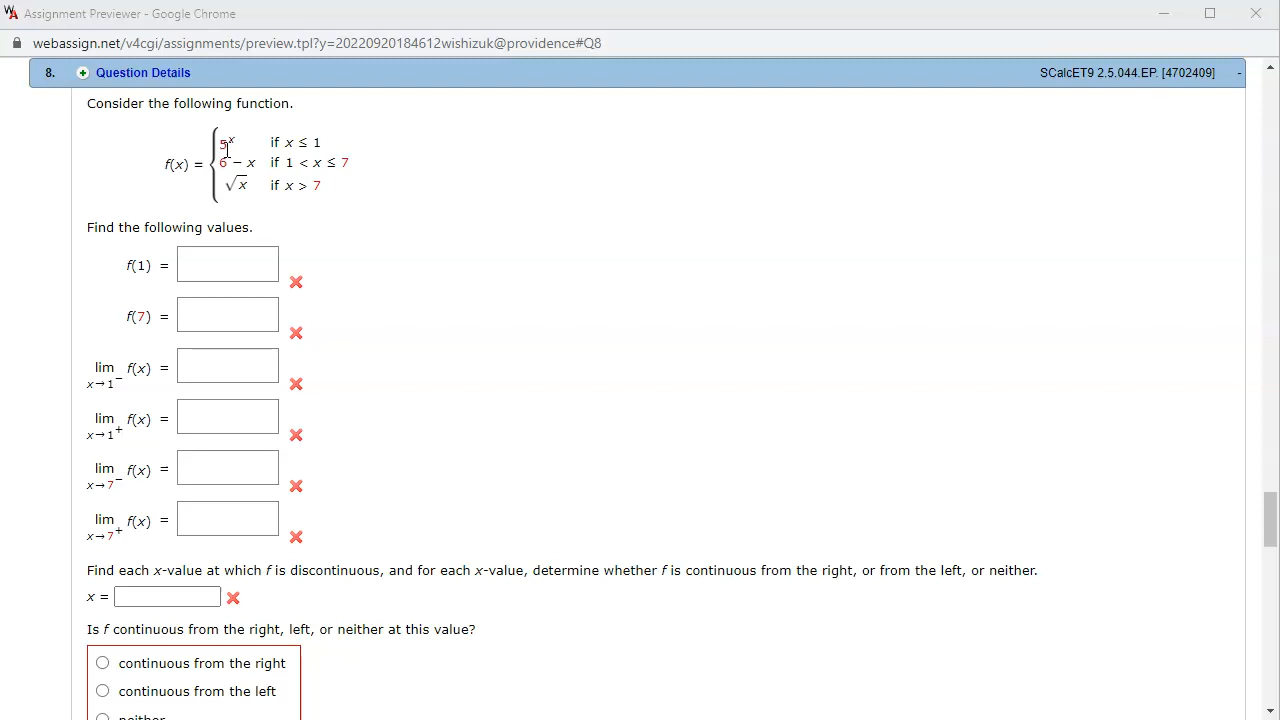 Assignment Previewer - Google Chrome
webassign.net/v4cgi/assignments/preview.tpl?y=20220920184612wishizuk@providence#Q8
8. Question Details SCalcET9 2.5.044.EP. [4702409] -
Consider the following function.
5^x if x ≤ 1
f(x) = 6 − x if 1 < x ≤ 7
√x if x > 7
Find the following values.
f(1) =
f(7) =
lim x→1⁻ f(x) =
lim x→1⁺ f(x) =
lim x→7⁻ f(x) =
lim x→7⁺ f(x) =
Find each x-value at which f is discontinuous, and for each x-value, determine whether f is continuous from the right, or from the left, or neither.
x =
Is f continuous from the right, left, or neither at this value?
continuous from the right
continuous from the left
neither